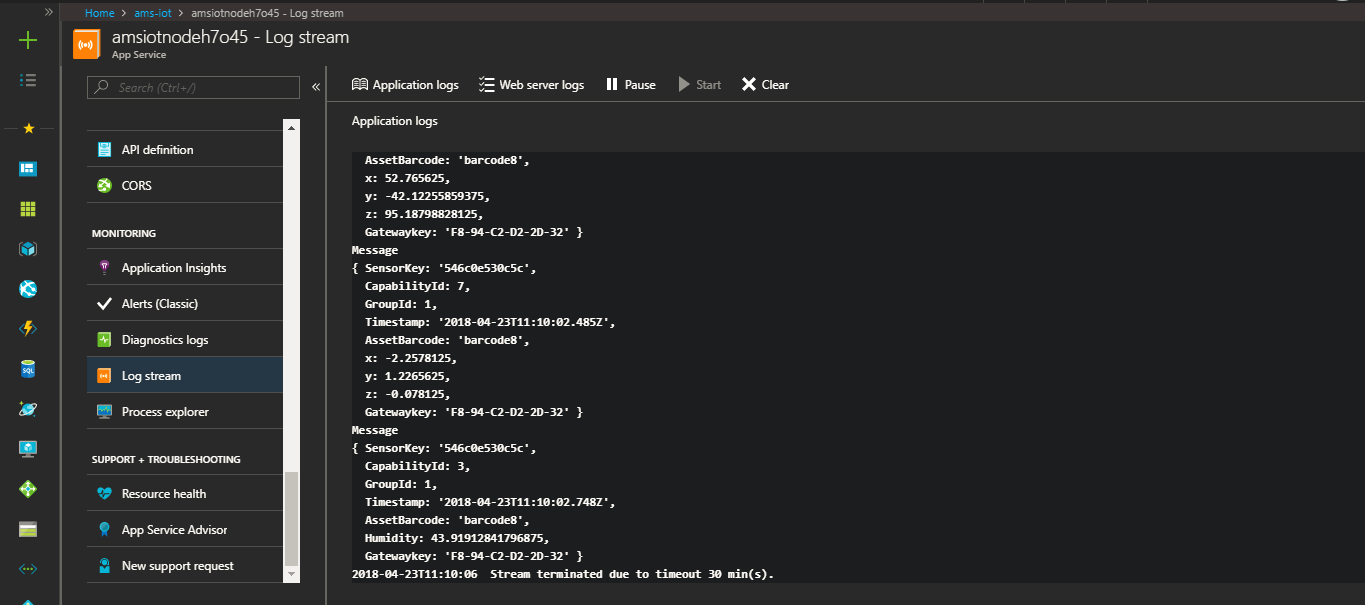 Home > ams-iot > amsiotnodeh7o45 - Log stream
amsiotnodeh7o45 - Log stream
App Service
Search (Ctrl+/)
API definition
CORS
MONITORING
Application Insights
Alerts (Classic)
Diagnostics logs
Log stream
Process explorer
SUPPORT + TROUBLESHOOTING
Resource health
App Service Advisor
New support request
Application logs Web server logs Pause Start Clear
Application logs
AssetBarcode: 'barcode8',
x: 52.765625,
y: -42.12255859375,
z: 95.18798828125,
Gatewaykey: 'F8-94-C2-D2-2D-32' }
Message
{ SensorKey: '546c0e530c5c',
CapabilityId: 7,
GroupId: 1,
Timestamp: '2018-04-23T11:10:02.485Z',
AssetBarcode: 'barcode8',
x: -2.2578125,
y: 1.2265625,
z: -0.078125,
Gatewaykey: 'F8-94-C2-D2-2D-32' }
Message
{ SensorKey: '546c0e530c5c',
CapabilityId: 3,
GroupId: 1,
Timestamp: '2018-04-23T11:10:02.748Z',
AssetBarcode: 'barcode8',
Humidity: 43.91912841796875,
Gatewaykey: 'F8-94-C2-D2-2D-32' }
2018-04-23T11:10:06 Stream terminated due to timeout 30 min(s).